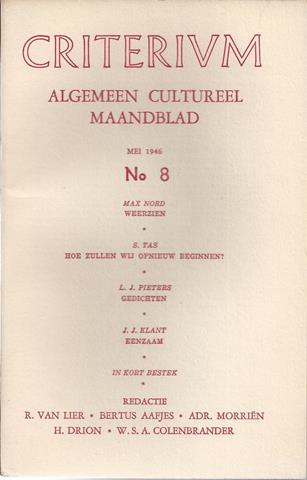 CRITERIVM
ALGEMEEN CULTUREEL
MAANDBLAD
MEI 1946
No 8
MAX NORD
WEERZIEN
*
S. TAS
HOE ZULLEN WIJ OPNIEUW BEGINNEN?
*
L. J. PIETERS
GEDICHTEN
*
J. J. KLANT
EENZAAM
*
IN KORT BESTEK
*
REDACTIE
R. VAN LIER • BERTUS AAFJES • ADR. MORRIËN
H. DRION • W. S. A. COLENBRANDER